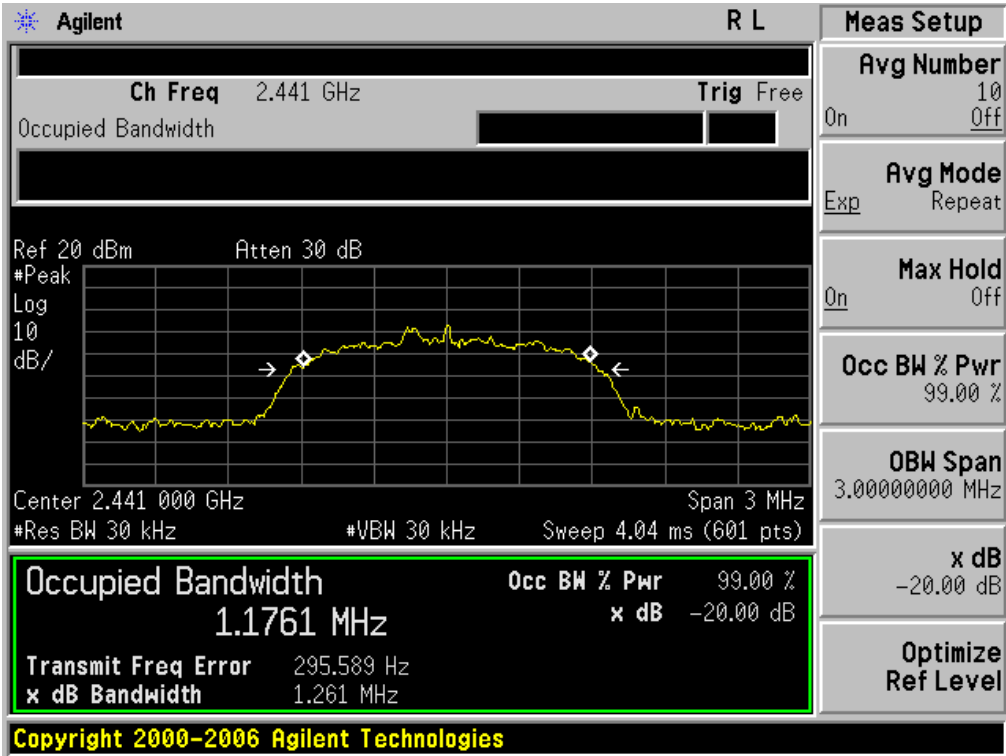 Agilent R L
Ch Freq 2.441 GHz Trig Free
Occupied Bandwidth
Ref 20 dBm Atten 30 dB
#Peak
Log
10
dB/
Center 2.441 000 GHz Span 3 MHz
#Res BW 30 kHz #VBW 30 kHz Sweep 4.04 ms (601 pts)
Occupied Bandwidth Occ BW % Pwr 99.00 %
1.1761 MHz x dB -20.00 dB
Transmit Freq Error 295.589 Hz
x dB Bandwidth 1.261 MHz
Copyright 2000-2006 Agilent Technologies
Meas Setup
Avg Number
10
On Off
Avg Mode
Exp Repeat
Max Hold
On Off
Occ BW % Pwr
99.00 %
OBW Span
3.00000000 MHz
x dB
-20.00 dB
Optimize
Ref Level